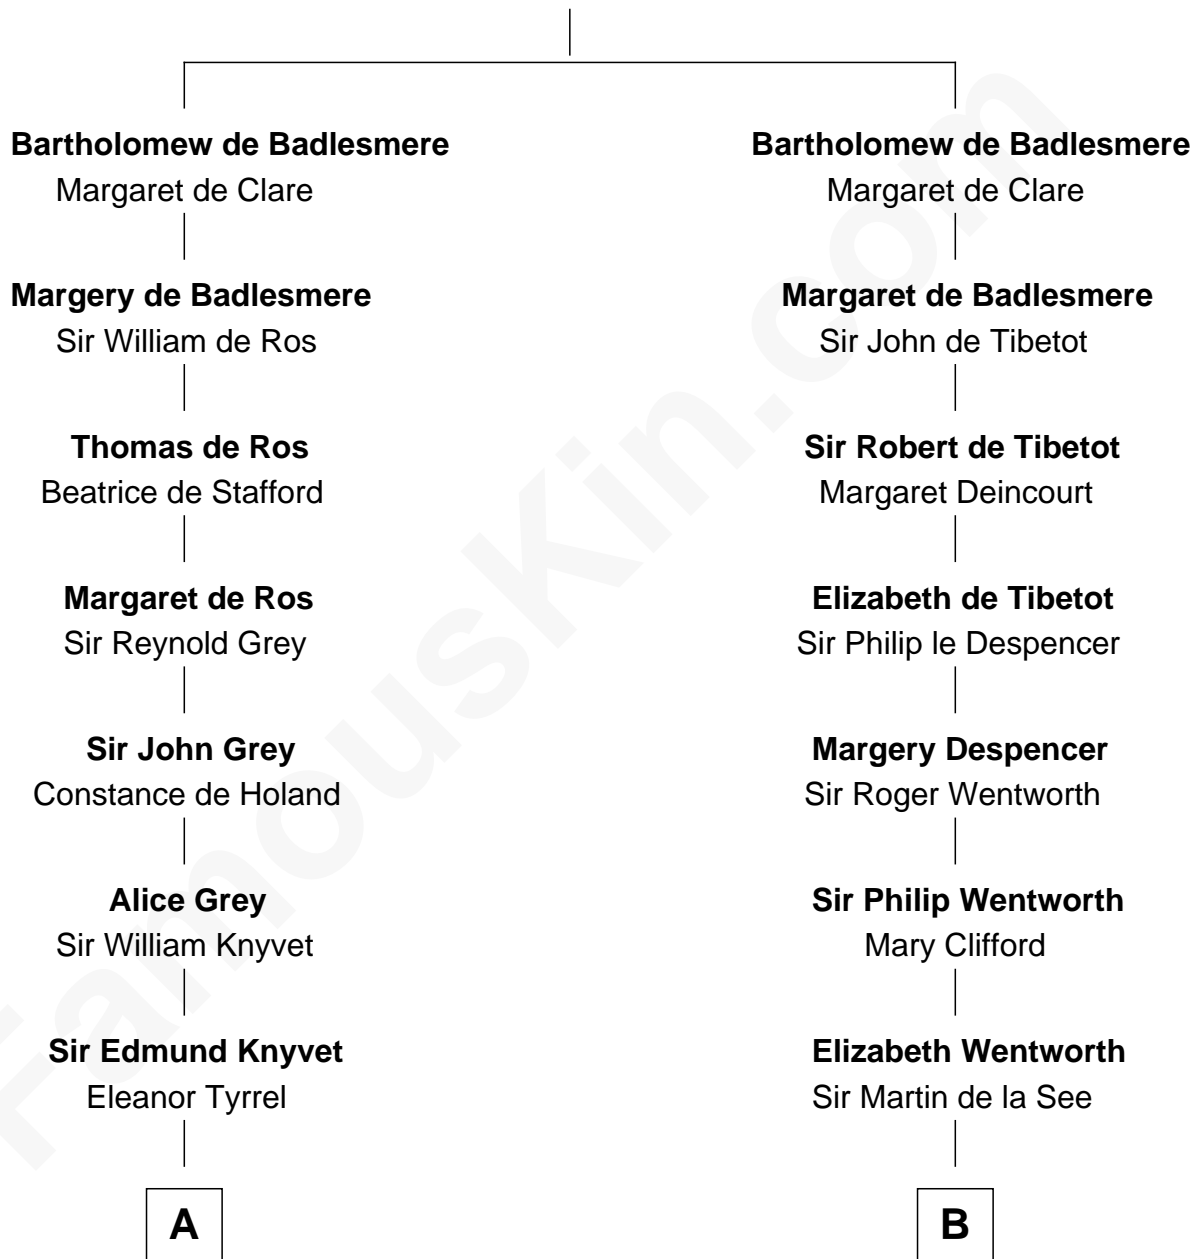 Bartholomew de Badlesmere
Margaret de Clare
Margery de Badlesmere
Sir William de Ros
Thomas de Ros
Beatrice de Stafford
Margaret de Ros
Sir Reynold Grey
Sir John Grey
Constance de Holand
Alice Grey
Sir William Knyvet
Sir Edmund Knyvet
Eleanor Tyrrel
A
Bartholomew de Badlesmere
Margaret de Clare
Margaret de Badlesmere
Sir John de Tibetot
Sir Robert de Tibetot
Margaret Deincourt
Elizabeth de Tibetot
Sir Philip le Despencer
Margery Despencer
Sir Roger Wentworth
Sir Philip Wentworth
Mary Clifford
Elizabeth Wentworth
Sir Martin de la See
B
FamousKin.com